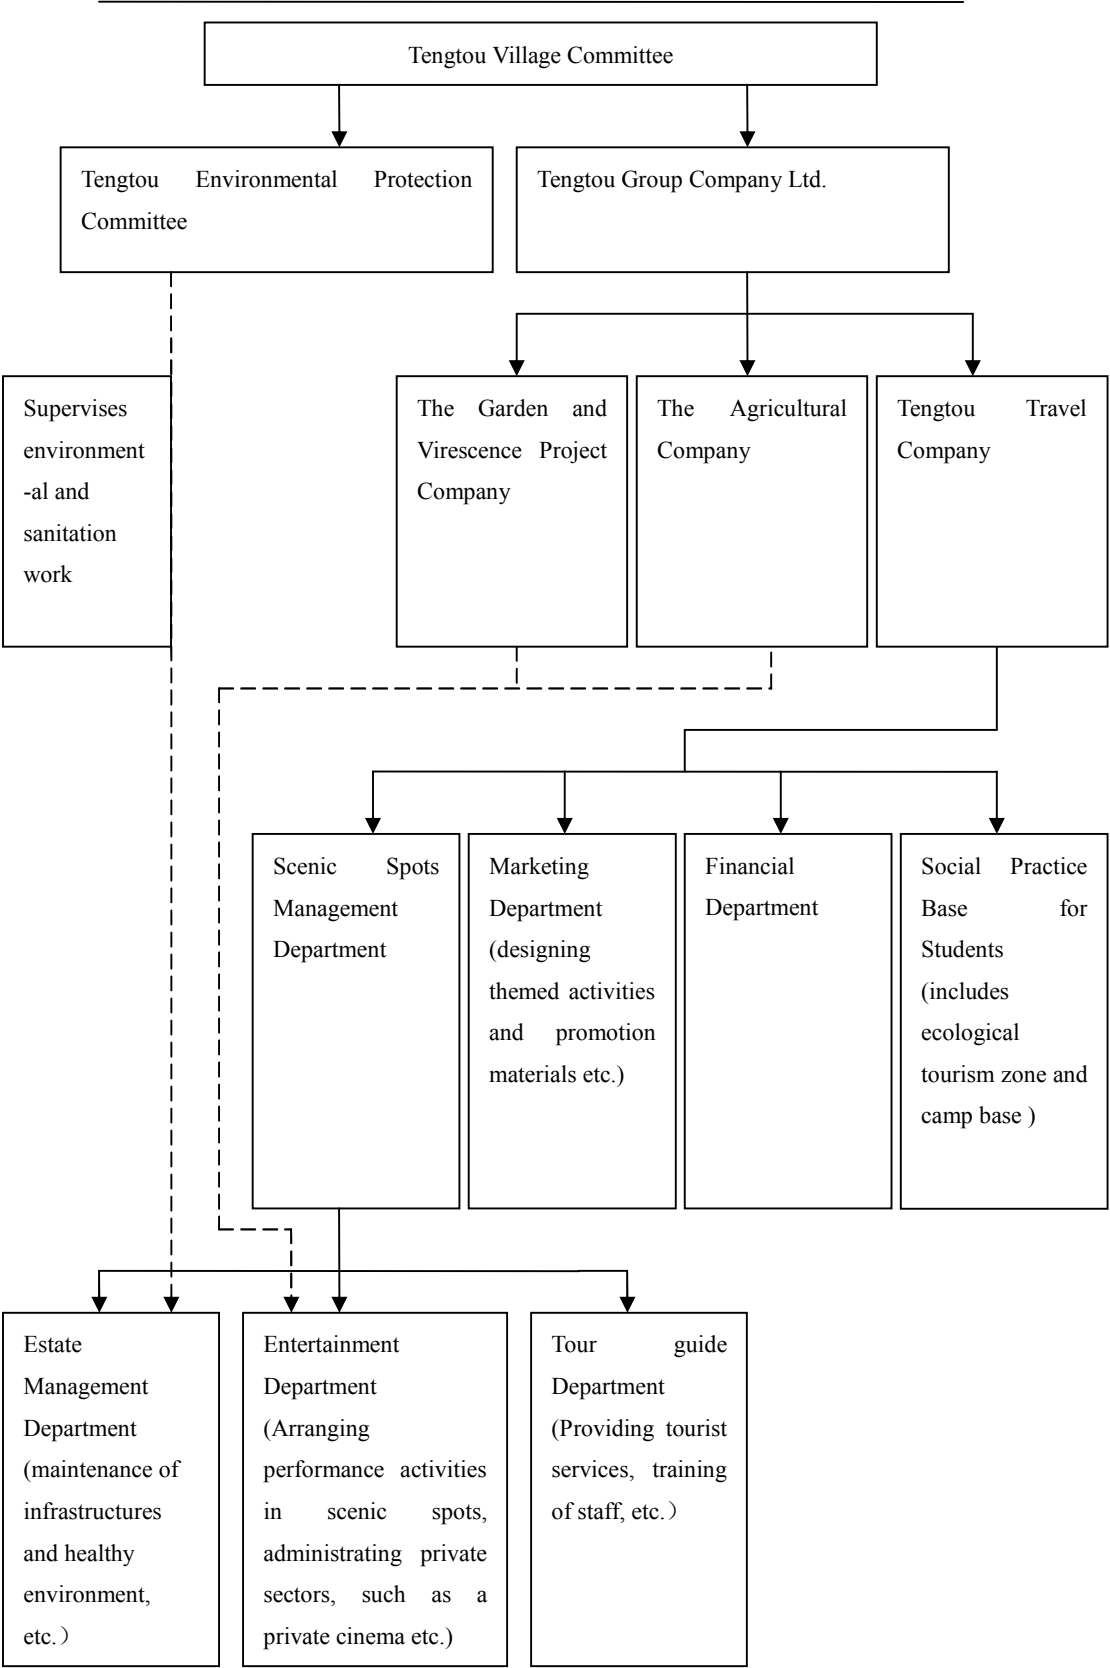 Tengtou Village Committee
Tengtou Environmental Protection
Committee
Tengtou Group Company Ltd.
Supervises
environment
-al and
sanitation
work
The Garden and
Virescence Project
Company
The Agricultural
Company
Tengtou Travel
Company
Scenic Spots
Management
Department
Marketing
Department
(designing
themed activities
and promotion
materials etc.)
Financial
Department
Social Practice
Base for
Students
(includes
ecological
tourism zone and
camp base )
Estate
Management
Department
(maintenance of
infrastructures
and healthy
environment,
etc.）
Entertainment
Department
(Arranging
performance activities
in scenic spots,
administrating private
sectors, such as a
private cinema etc.)
Tour guide
Department
(Providing tourist
services, training
of staff, etc.）